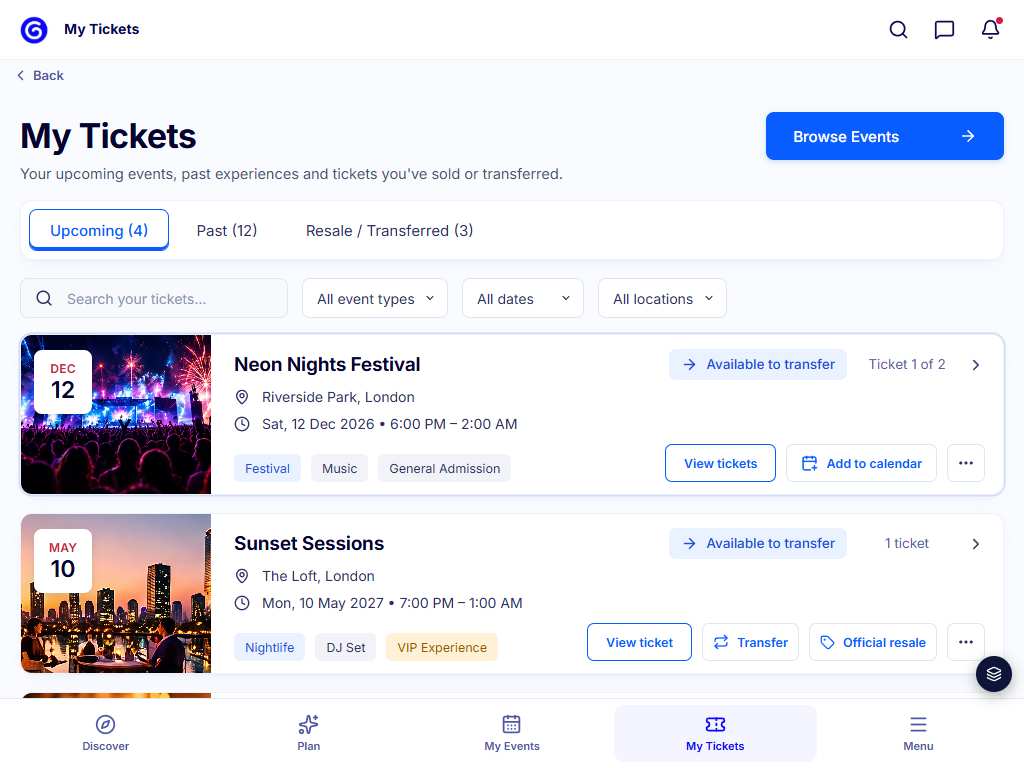 My Tickets
Back
My Tickets
Browse Events
Your upcoming events, past experiences and tickets you've sold or transferred.
Upcoming (4)
Past (12)
Resale / Transferred (3)
Search your tickets...
All event types
All dates
All locations
DEC
12
Neon Nights Festival
Available to transfer
Ticket 1 of 2
Riverside Park, London
Sat, 12 Dec 2026 • 6:00 PM – 2:00 AM
Festival
Music
General Admission
View tickets
Add to calendar
MAY
10
Sunset Sessions
Available to transfer
1 ticket
The Loft, London
Mon, 10 May 2027 • 7:00 PM – 1:00 AM
Nightlife
DJ Set
VIP Experience
View ticket
Transfer
Official resale
Discover
Plan
My Events
My Tickets
Menu